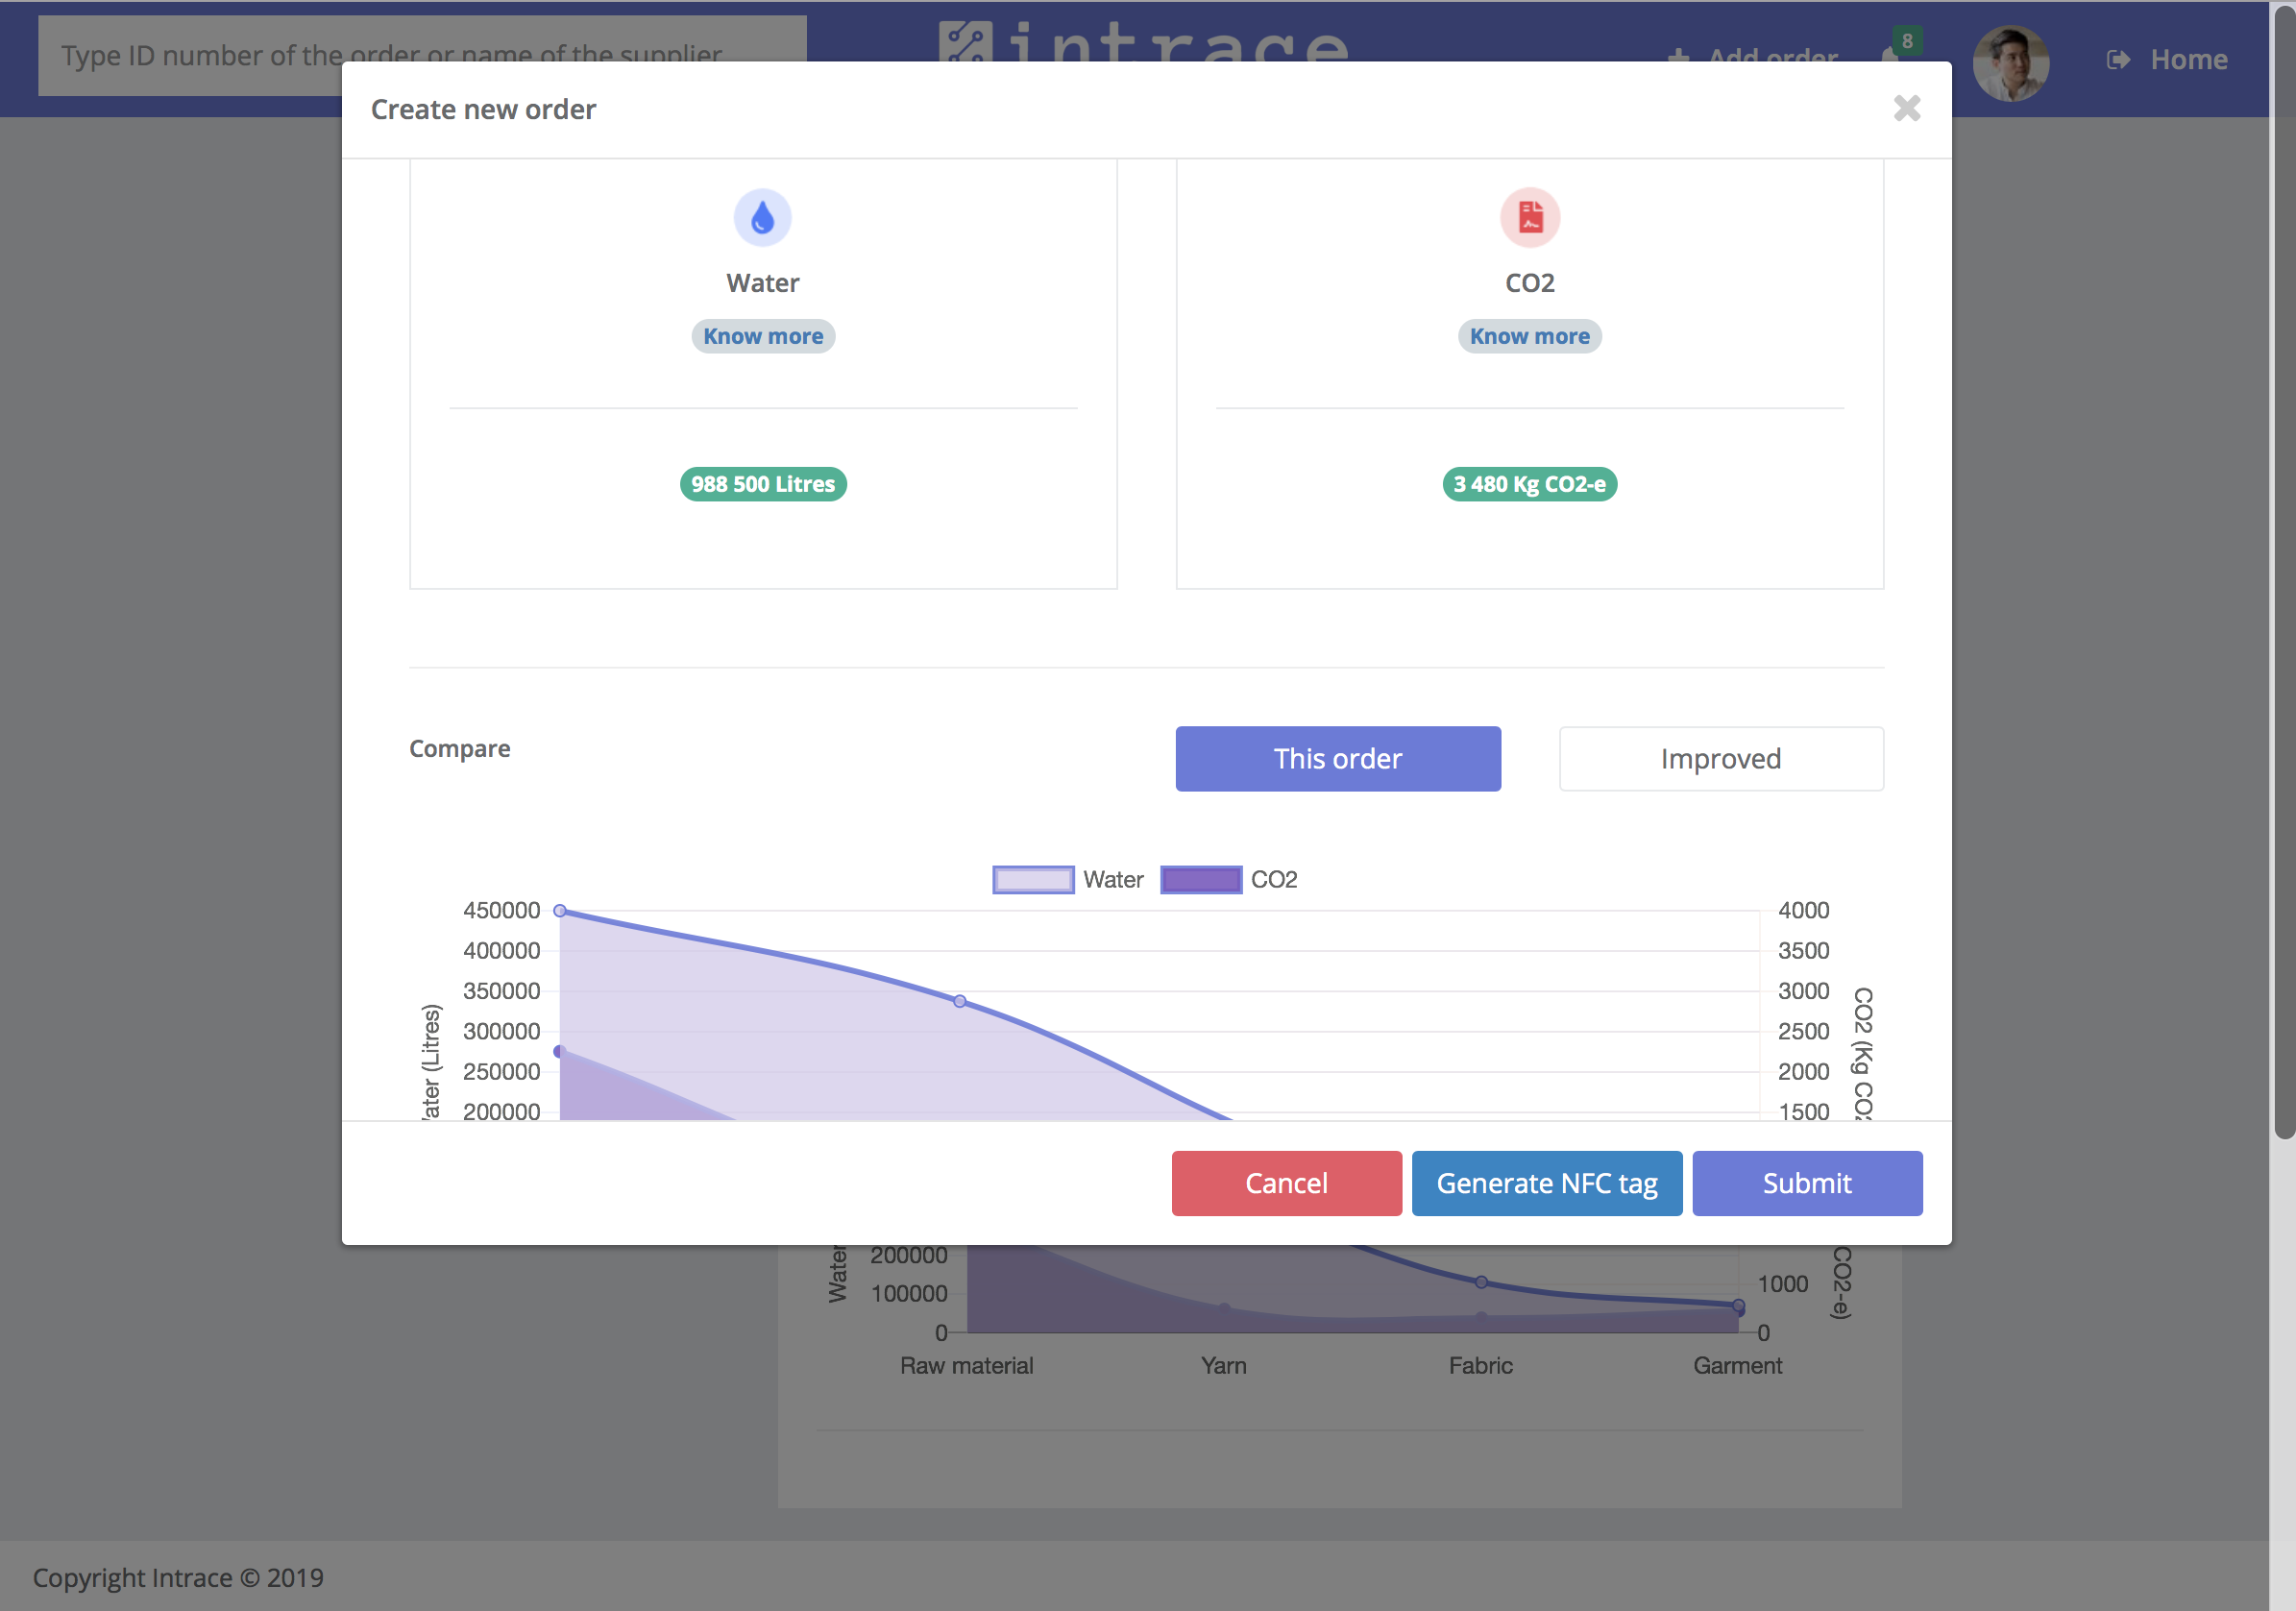 Type ID number of the order or name of the supplier
intrace
Add order
8
Home
Create new order
Water
CO2
Know more
Know more
988 500 Litres
3 480 Kg CO2-e
Compare
This order
Improved
Water
CO2
450000
400000
350000
300000
250000
200000
ater (Litres)
4000
3500
3000
2500
2000
1500
CO2 (Kg CO2
Cancel
Generate NFC tag
Submit
Water
200000
100000
0
1000
0
CO2-e)
Raw material
Yarn
Fabric
Garment
Copyright Intrace © 2019